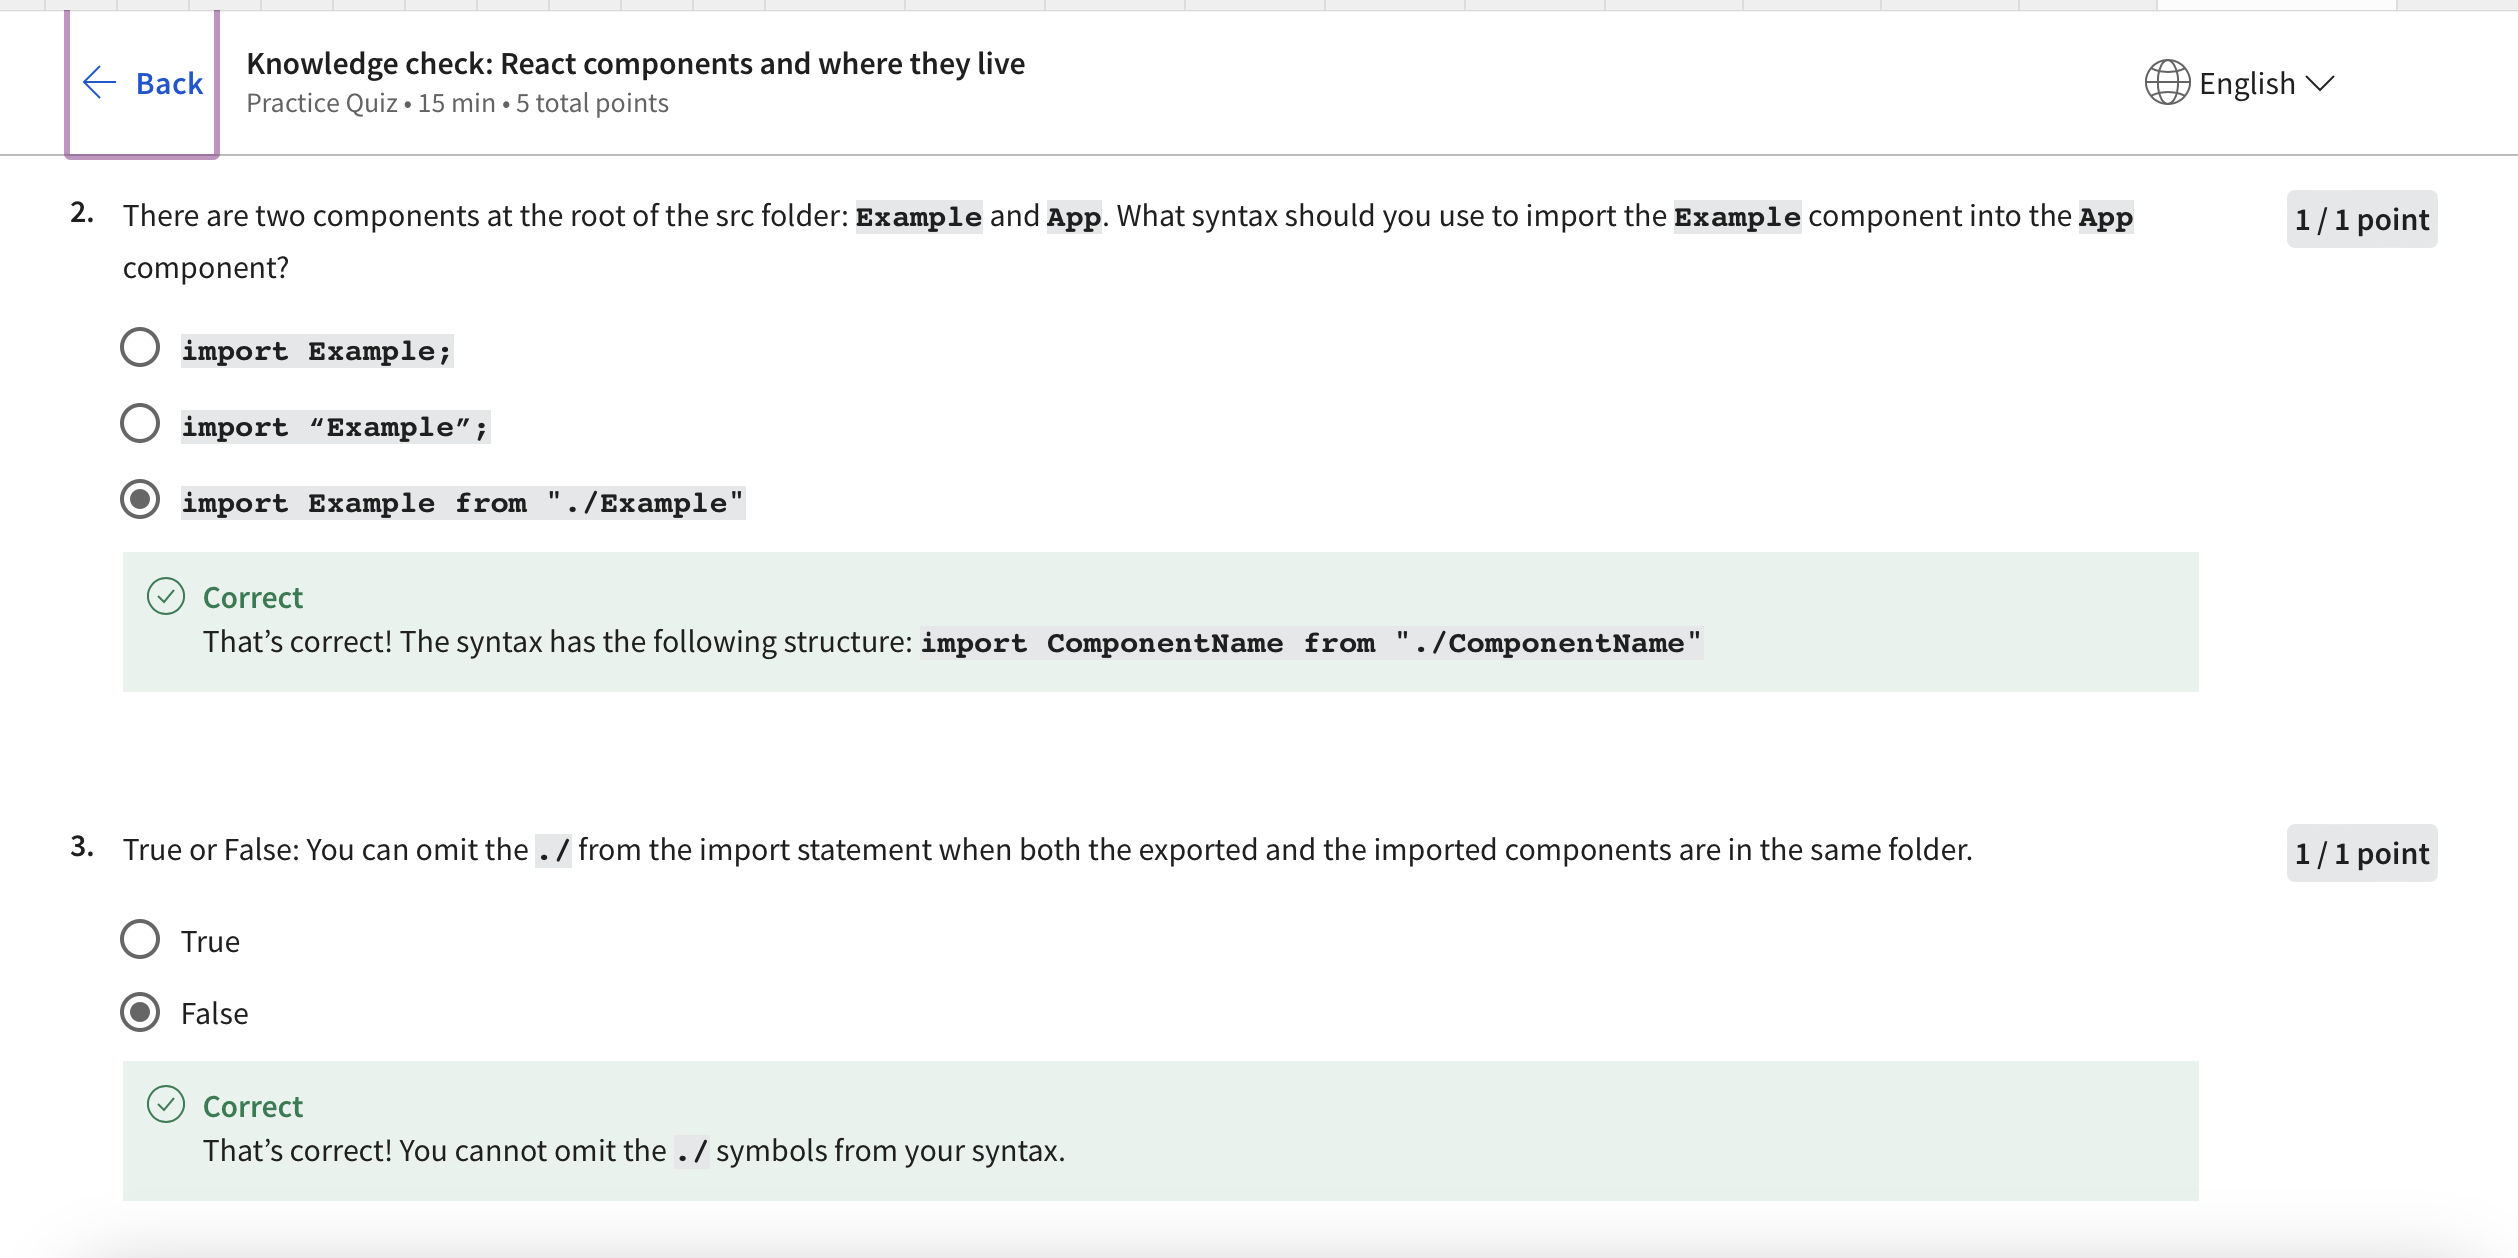 Back
Knowledge check: React components and where they live
Practice Quiz • 15 min • 5 total points
English
2. There are two components at the root of the src folder: Example and App. What syntax should you use to import the Example component into the App
component?
1 / 1 point
import Example;
import “Example”;
import Example from "./Example"
Correct
That’s correct! The syntax has the following structure: import ComponentName from "./ComponentName"
3. True or False: You can omit the ./ from the import statement when both the exported and the imported components are in the same folder.
1 / 1 point
True
False
Correct
That’s correct! You cannot omit the ./ symbols from your syntax.